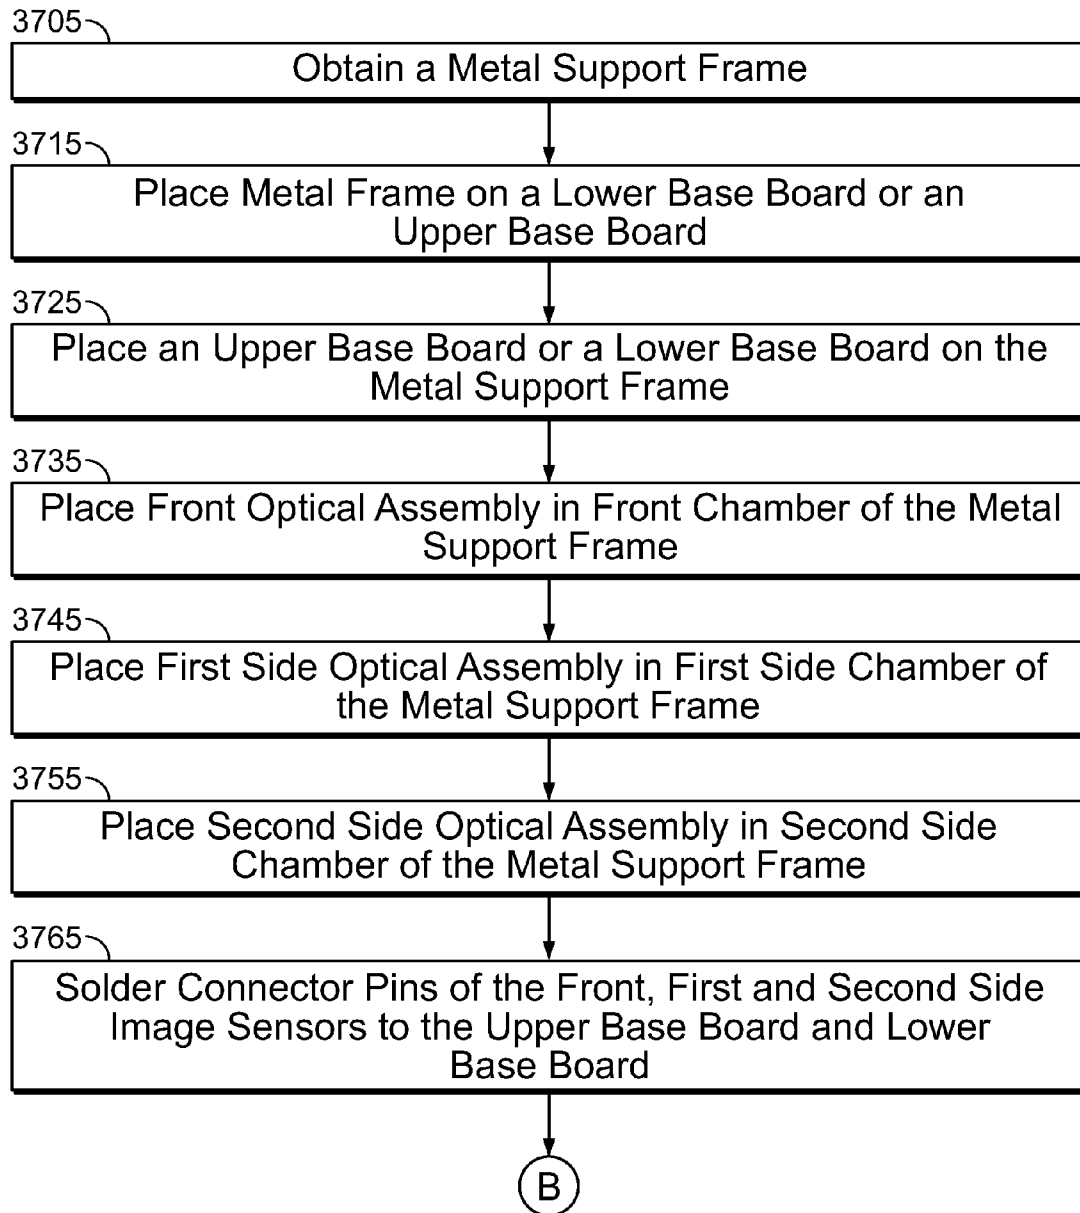 3705
Obtain a Metal Support Frame
3715
Place Metal Frame on a Lower Base Board or an
Upper Base Board
3725
Place an Upper Base Board or a Lower Base Board on the
Metal Support Frame
3735
Place Front Optical Assembly in Front Chamber of the Metal
Support Frame
3745
Place First Side Optical Assembly in First Side Chamber of
the Metal Support Frame
3755
Place Second Side Optical Assembly in Second Side
Chamber of the Metal Support Frame
3765
Solder Connector Pins of the Front, First and Second Side
Image Sensors to the Upper Base Board and Lower
Base Board
B